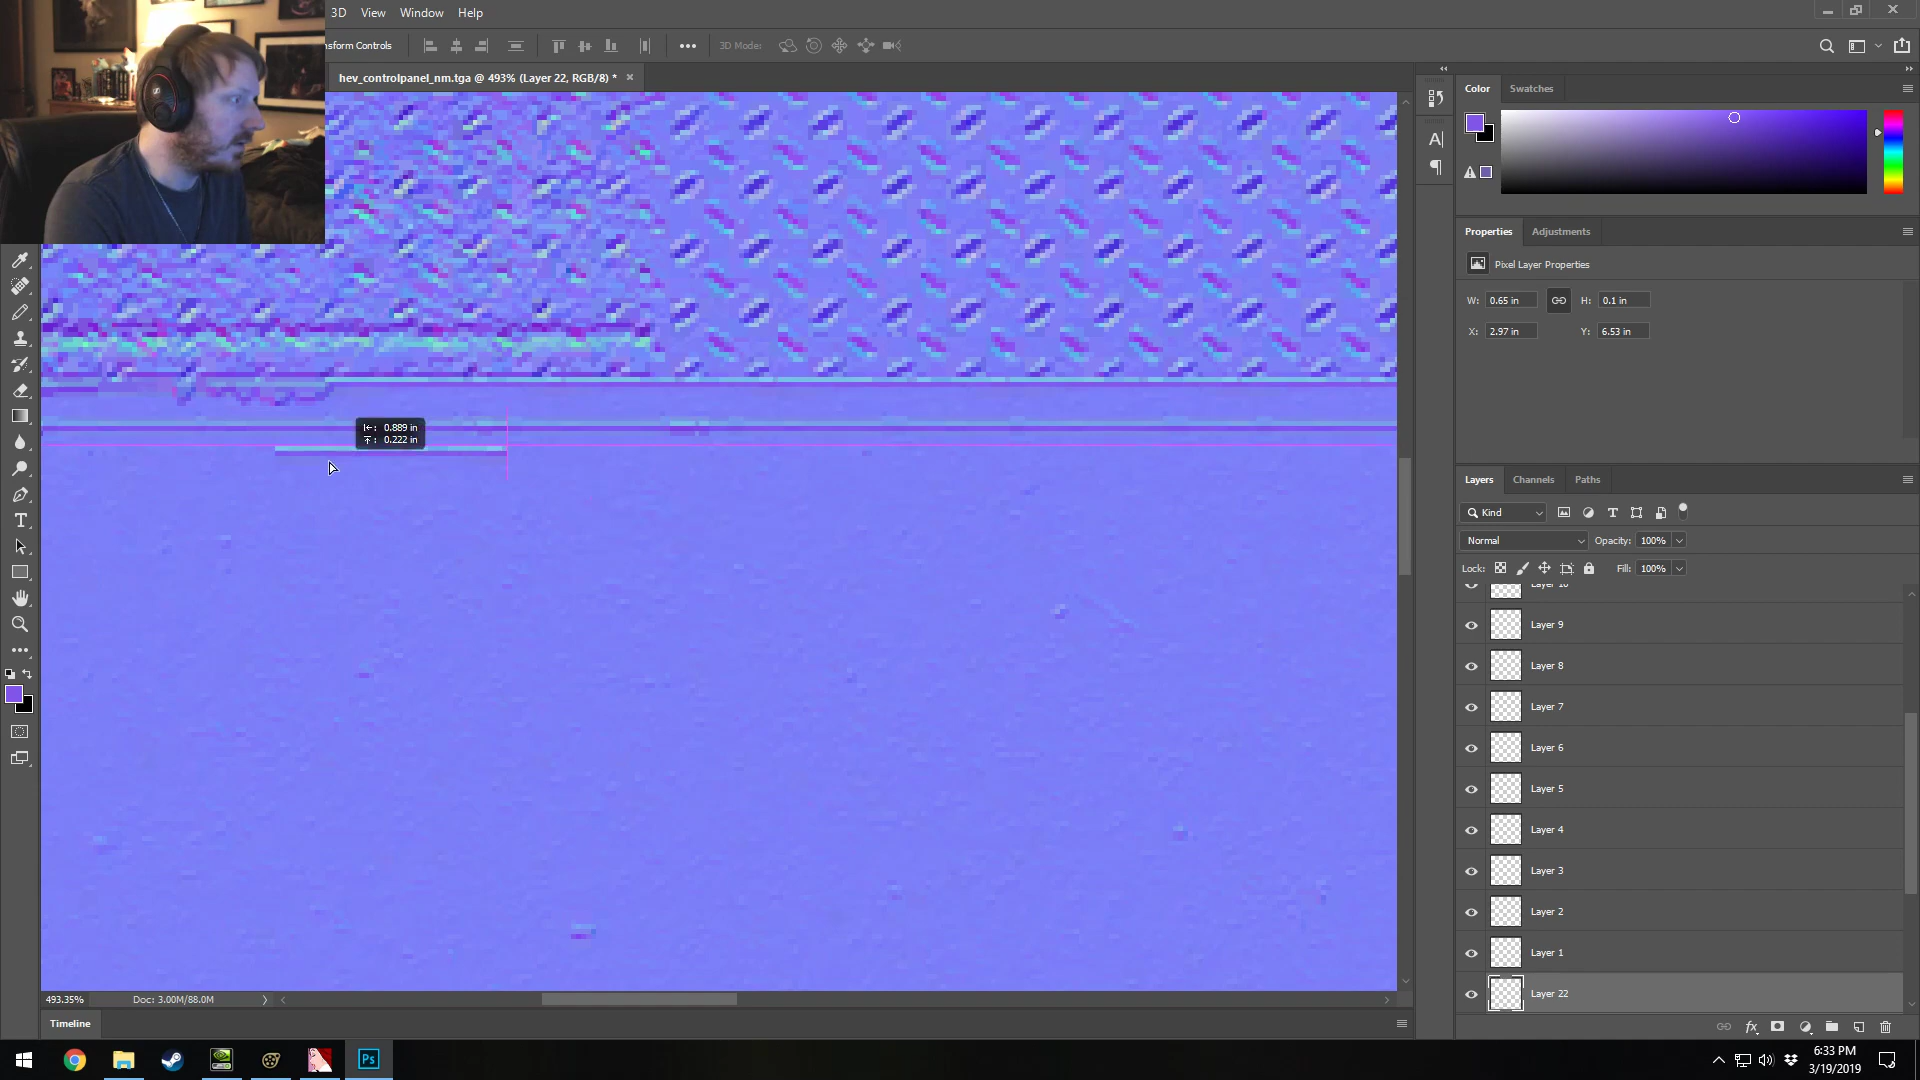 3D View Window Help
nsform Controls
3D Mode:
hev_controlpanel_nm.tga @ 493% (Layer 22, RGB/8) * ×
Color Swatches
Properties Adjustments
Pixel Layer Properties
W: 0.65 in H: 0.1 in
X: 2.97 in Y: 6.53 in
0.889 in
0.222 in
Layers Channels Paths
Kind
Normal Opacity: 100%
Lock: Fill: 100%
Layer 10
Layer 9
Layer 8
Layer 7
Layer 6
Layer 5
Layer 4
Layer 3
Layer 2
Layer 1
Layer 22
493.35% Doc: 3.00M/88.0M
Timeline
Ps
6:33 PM
3/19/2019